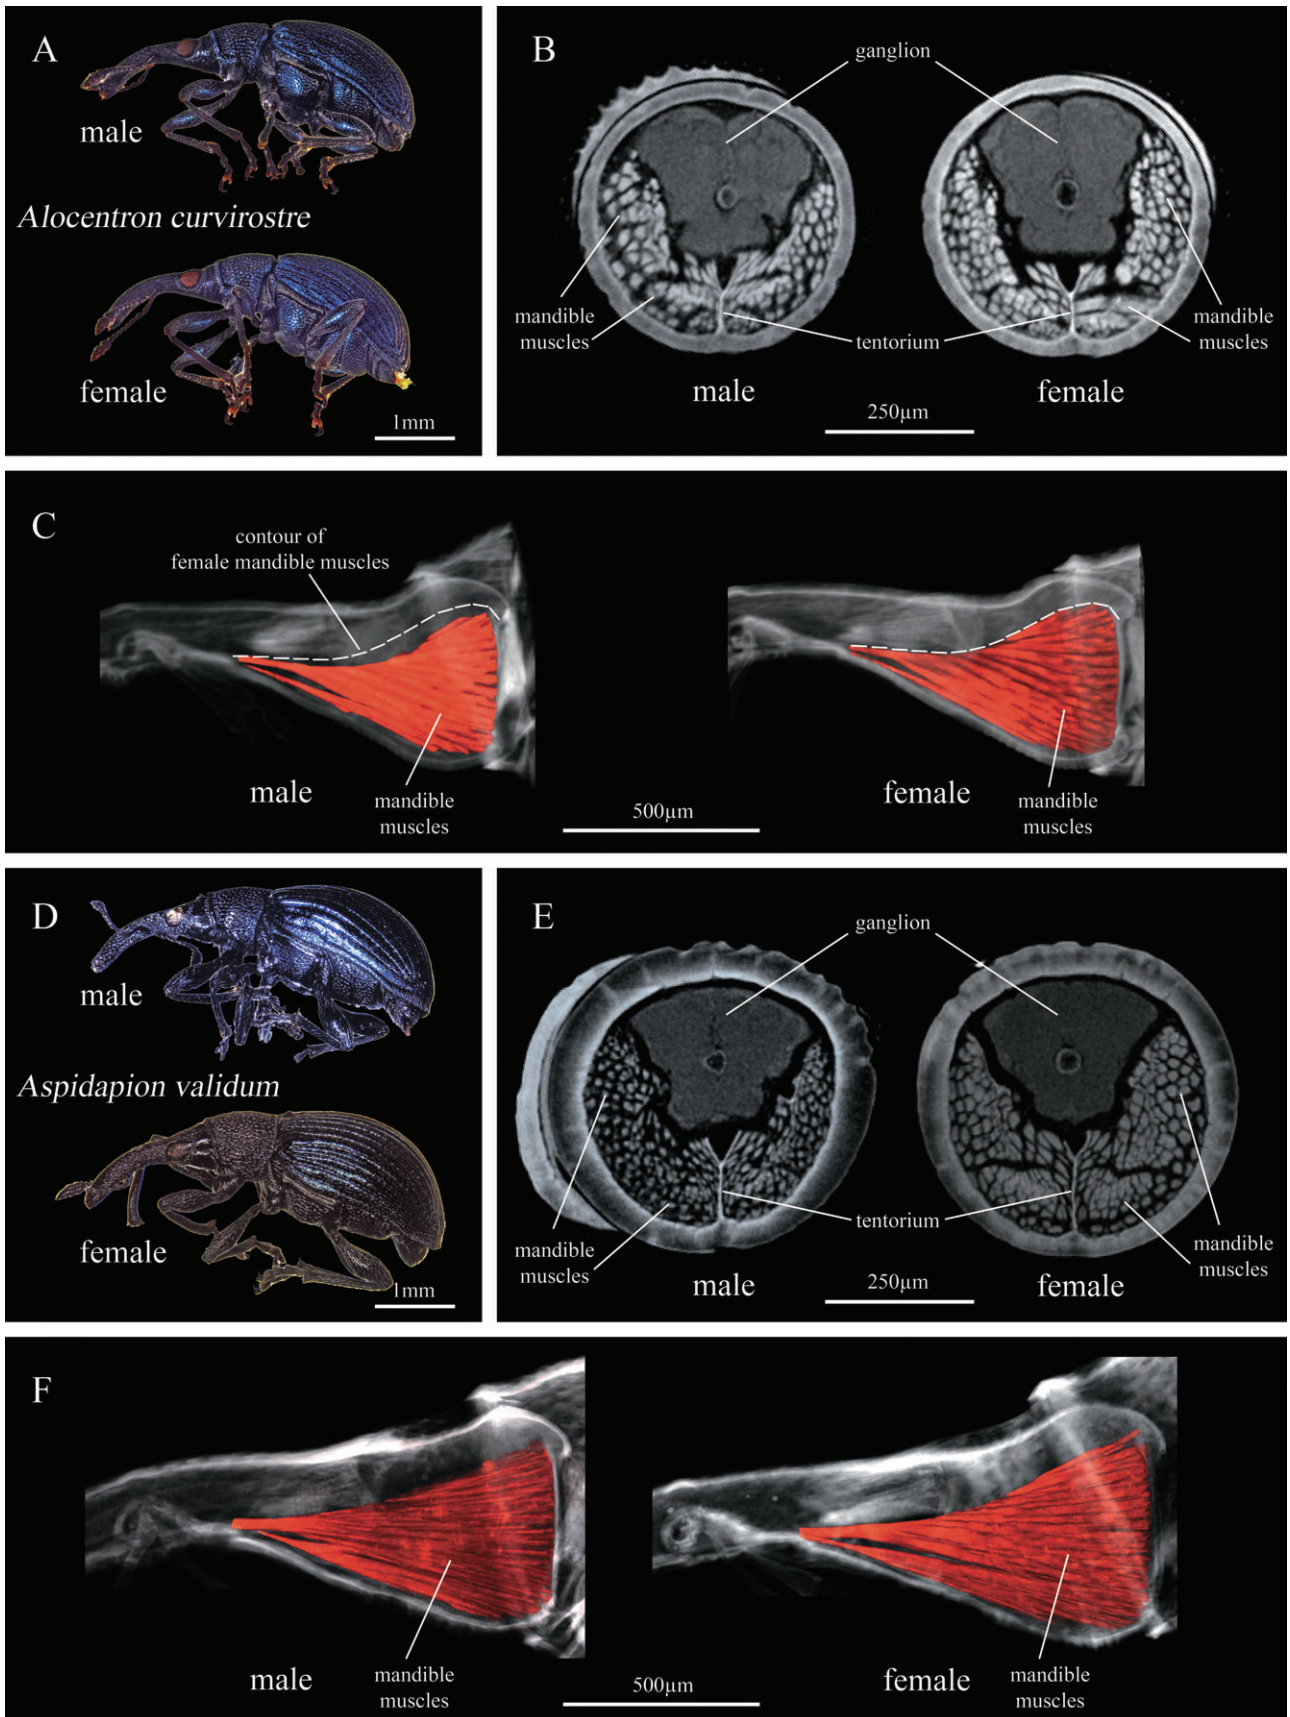 A
male
Alocentron curvirostre
female
1mm
B
ganglion
mandible
muscles
tentorium
mandible
muscles
male
female
250µm
C
contour of
female mandible muscles
male
mandible
muscles
500µm
female
mandible
muscles
D
male
Aspidapion validum
female
1mm
E
ganglion
mandible
muscles
tentorium
mandible
muscles
male
female
250µm
F
male
mandible
muscles
500µm
female
mandible
muscles